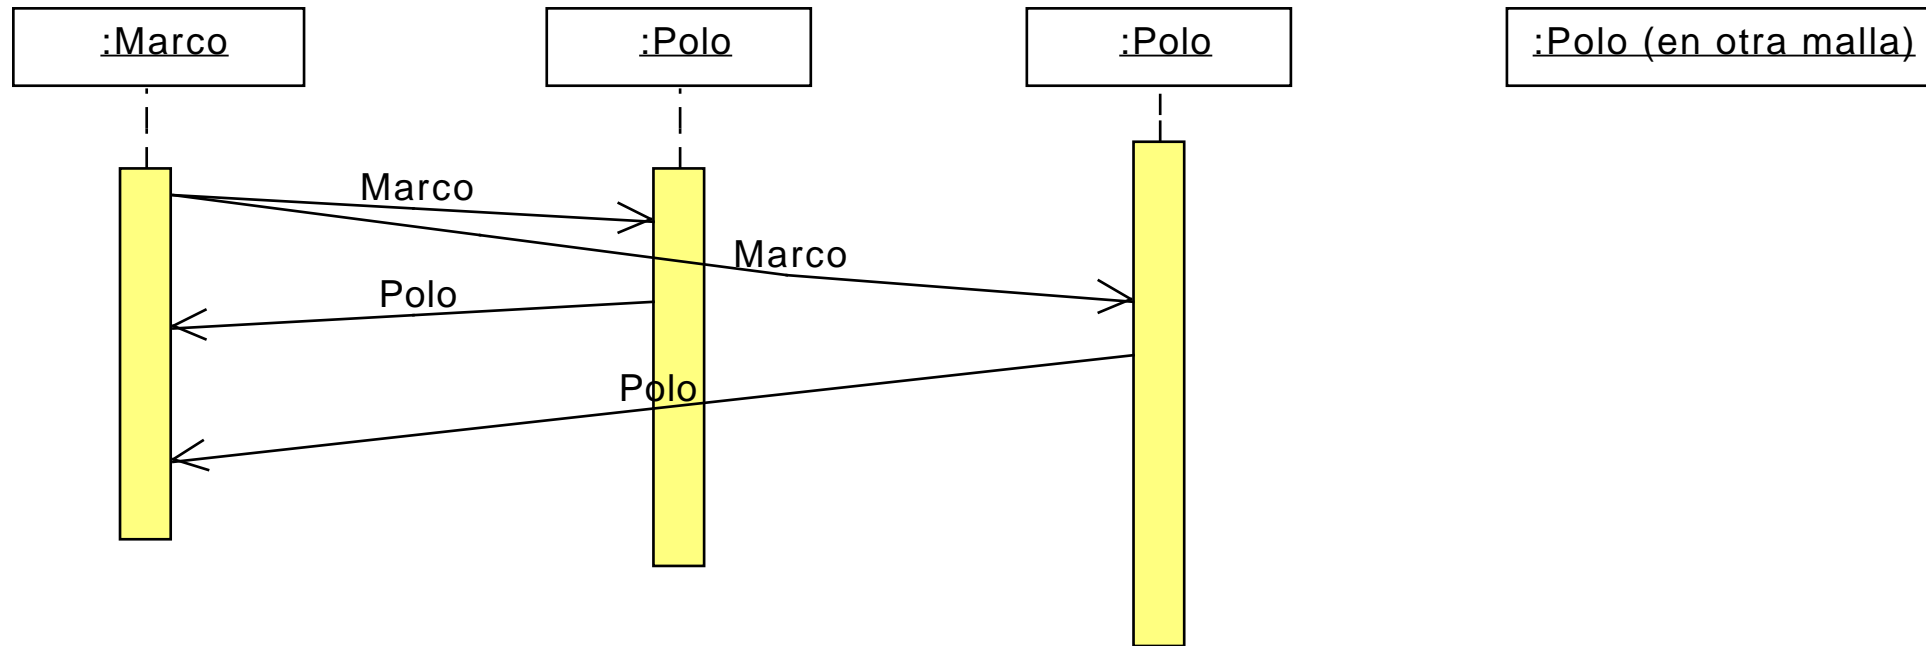 :Marco
:Polo
:Polo
:Polo (en otra malla)
Marco
Marco
Polo
Polo